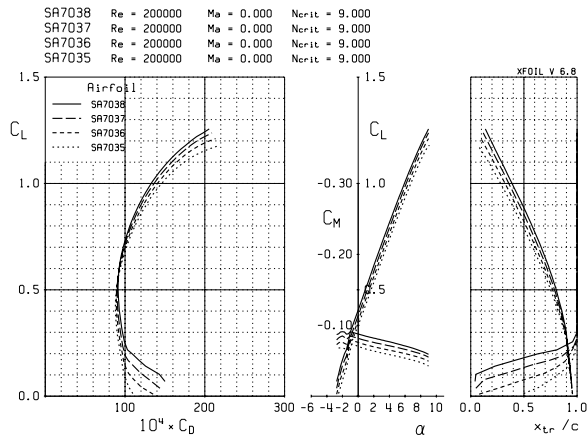 SA7038 Re = 200000 Ma = 0.000 Ncrit = 9.000
SA7037 Re = 200000 Ma = 0.000 Ncrit = 9.000
SA7036 Re = 200000 Ma = 0.000 Ncrit = 9.000
SA7035 Re = 200000 Ma = 0.000 Ncrit = 9.000
XFOIL V 6.8
1.5
Airfoil
SA7038
SA7037
SA7036
SA7035
CL
1.0
0.5
0.0
100 200 300
10⁴ × CD
1.5
CL
-0.30 1.0
CM
-0.20
0.5
-0.10
-6 -4 -2 0 2 4 6 8 10
α
0.0 0.5 1.0
xtr /c